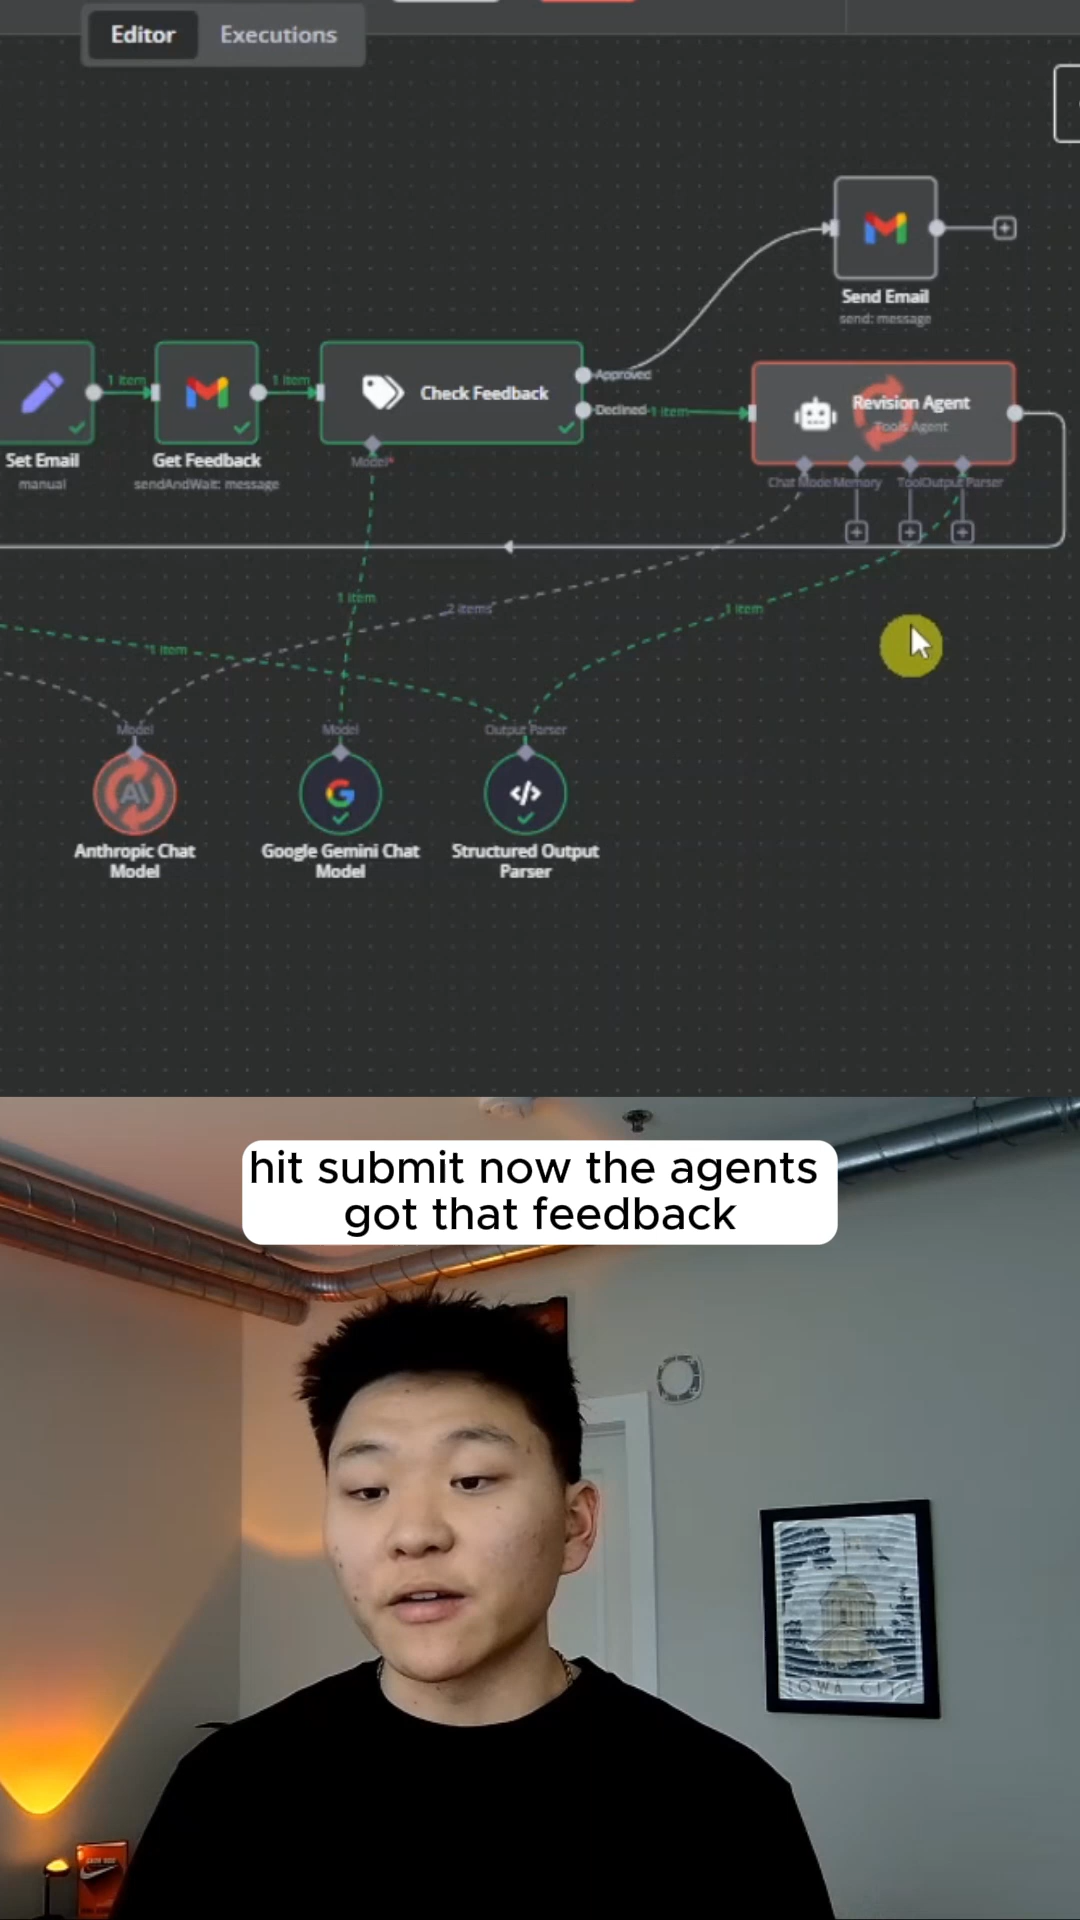 Editor
Executions
Send Email
send: message
1 item
1 item
Check Feedback
Approved
Declined
1 item
Revision Agent
Tools Agent
Set Email
manual
Get Feedback
sendAndWait: message
Model*
Chat Model
Memory
Tool
Output Parser
1 item
2 items
1 item
1 item
Model
Model
Output Parser
Anthropic Chat
Model
Google Gemini Chat
Model
Structured Output
Parser
hit submit now the agents
got that feedback
IOWA CITY